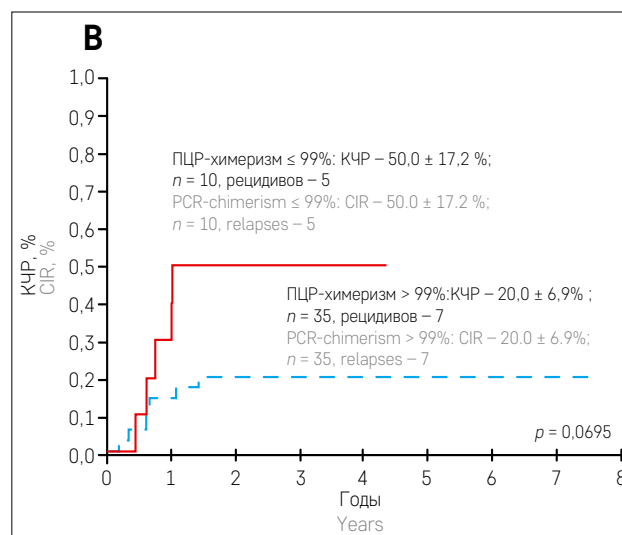 B
1,0
0,9
0,8
0,7
0,6
0,5
0,4
0,3
0,2
0,1
0,0
КЧР, %
CIR, %
ПЦР-химеризм ≤ 99%: КЧР – 50,0 ± 17,2 %;
n = 10, рецидивов – 5
PCR-chimerism ≤ 99%: CIR – 50.0 ± 17.2 %;
n = 10, relapses – 5
ПЦР-химеризм > 99%:КЧР – 20,0 ± 6,9% ;
n = 35, рецидивов – 7
PCR-chimerism > 99%: CIR – 20.0 ± 6.9%;
n = 35, relapses – 7
p = 0,0695
0 1 2 3 4 5 6 7 8
Годы
Years